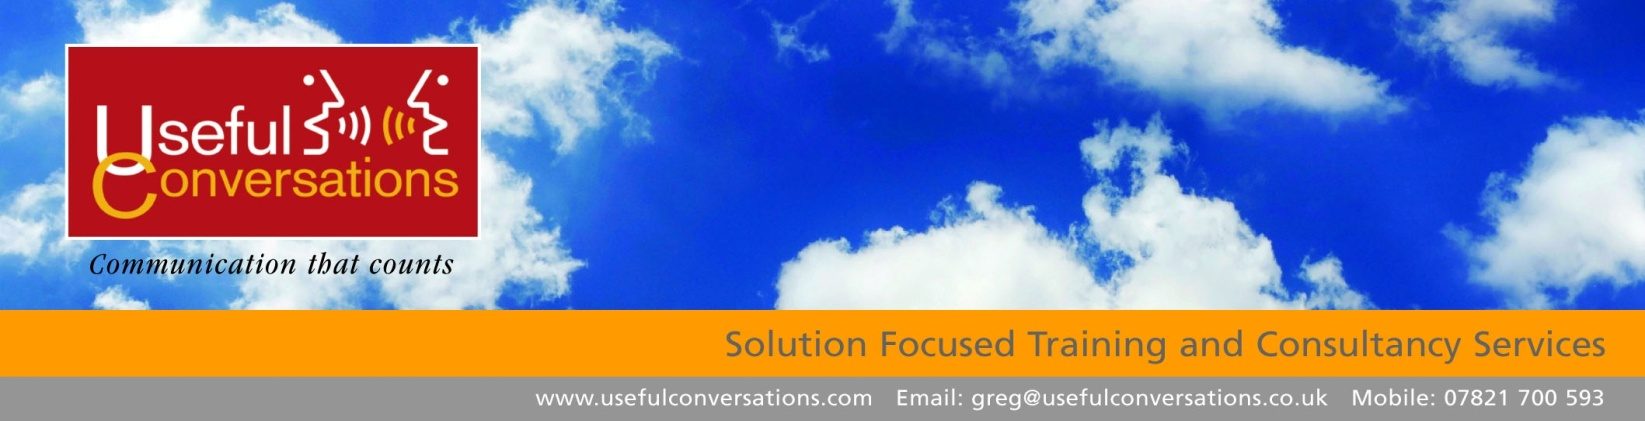 Useful
Conversations
Communication that counts
Solution Focused Training and Consultancy Services
www.usefulconversations.com Email: greg@usefulconversations.co.uk Mobile: 07821 700 593